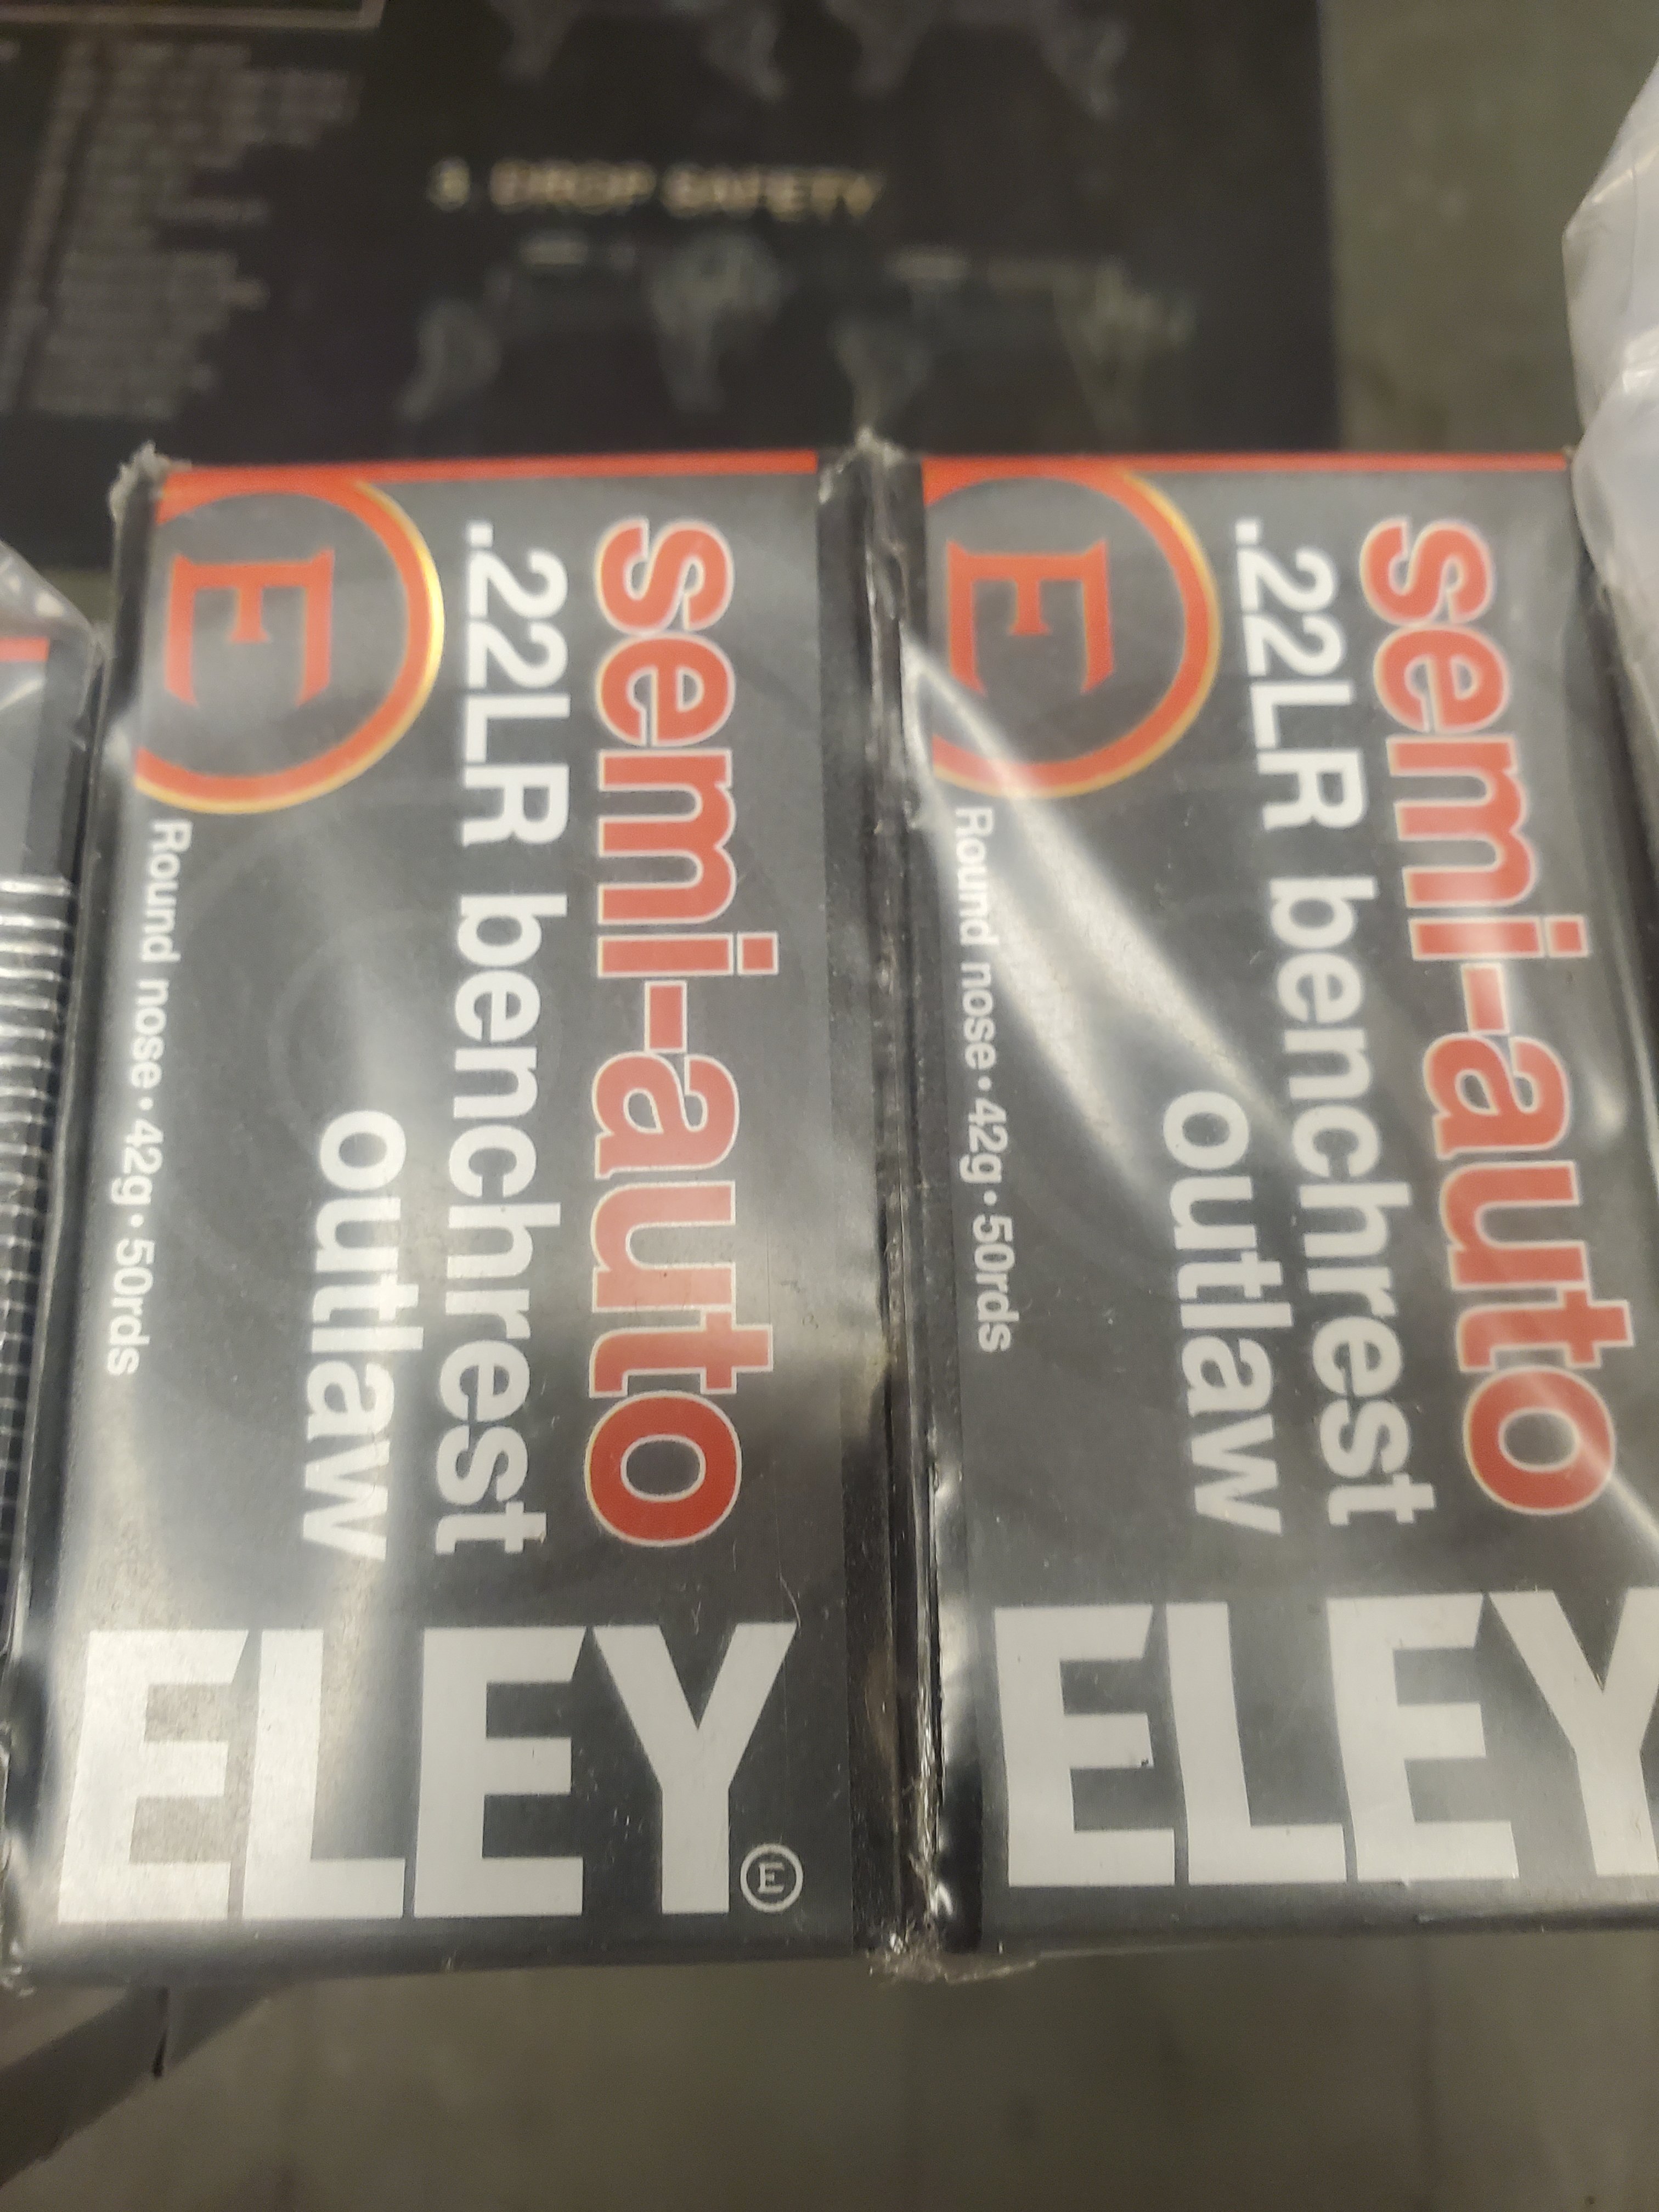 3. DROP SAFETY
semi-auto
.22LR benchrest
outlaw
E
Round nose • 42g • 50rds
ELEY
E
semi-auto
.22LR benchrest
outlaw
E
Round nose • 42g • 50rds
ELEY